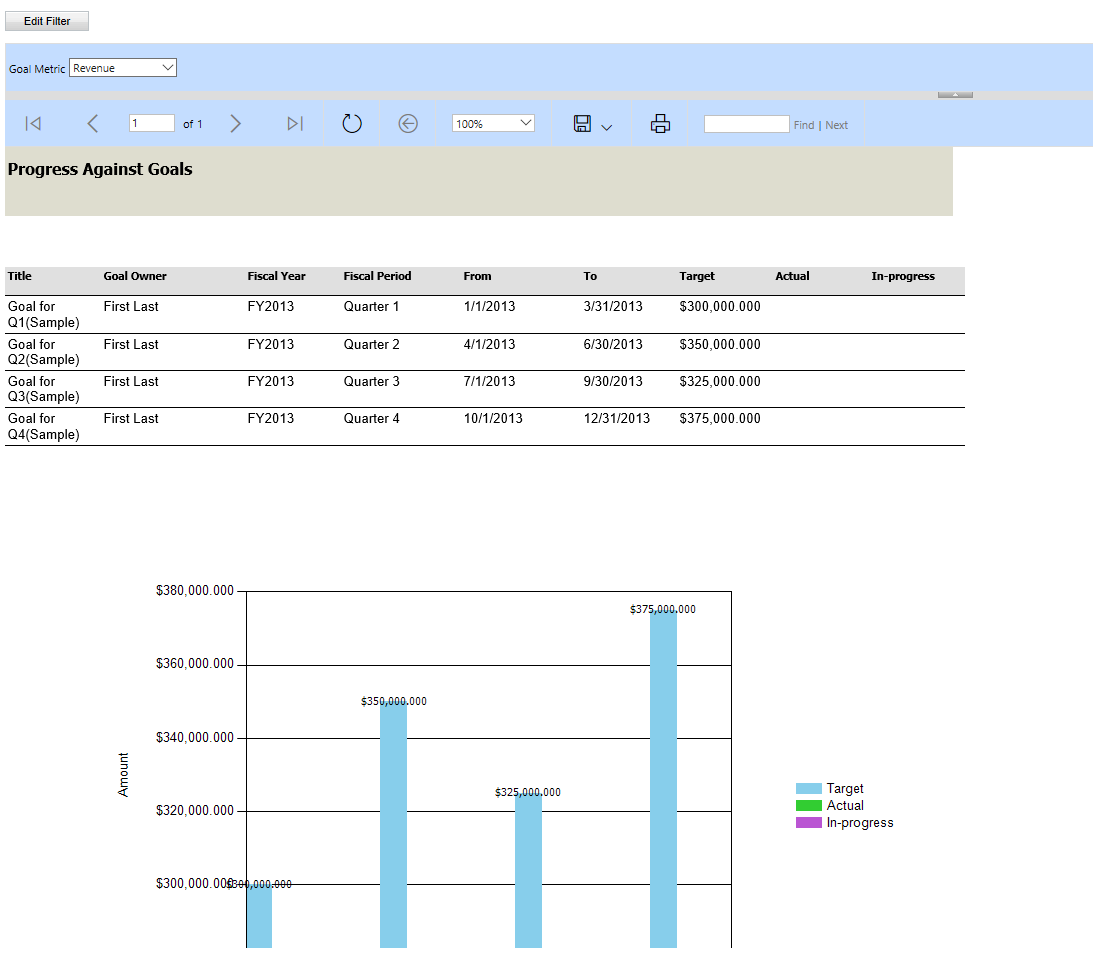 Edit Filter
Goal Metric Revenue
1 of 1 100% Find | Next
Progress Against Goals
Title Goal Owner Fiscal Year Fiscal Period From To Target Actual In-progress
Goal for First Last FY2013 Quarter 1 1/1/2013 3/31/2013 $300,000.000
Q1(Sample)
Goal for First Last FY2013 Quarter 2 4/1/2013 6/30/2013 $350,000.000
Q2(Sample)
Goal for First Last FY2013 Quarter 3 7/1/2013 9/30/2013 $325,000.000
Q3(Sample)
Goal for First Last FY2013 Quarter 4 10/1/2013 12/31/2013 $375,000.000
Q4(Sample)
$380,000.000
$375,000.000
$360,000.000
$350,000.000
$340,000.000
Amount
$325,000.000
$320,000.000
$300,000.000 $300,000.000
Target
Actual
In-progress